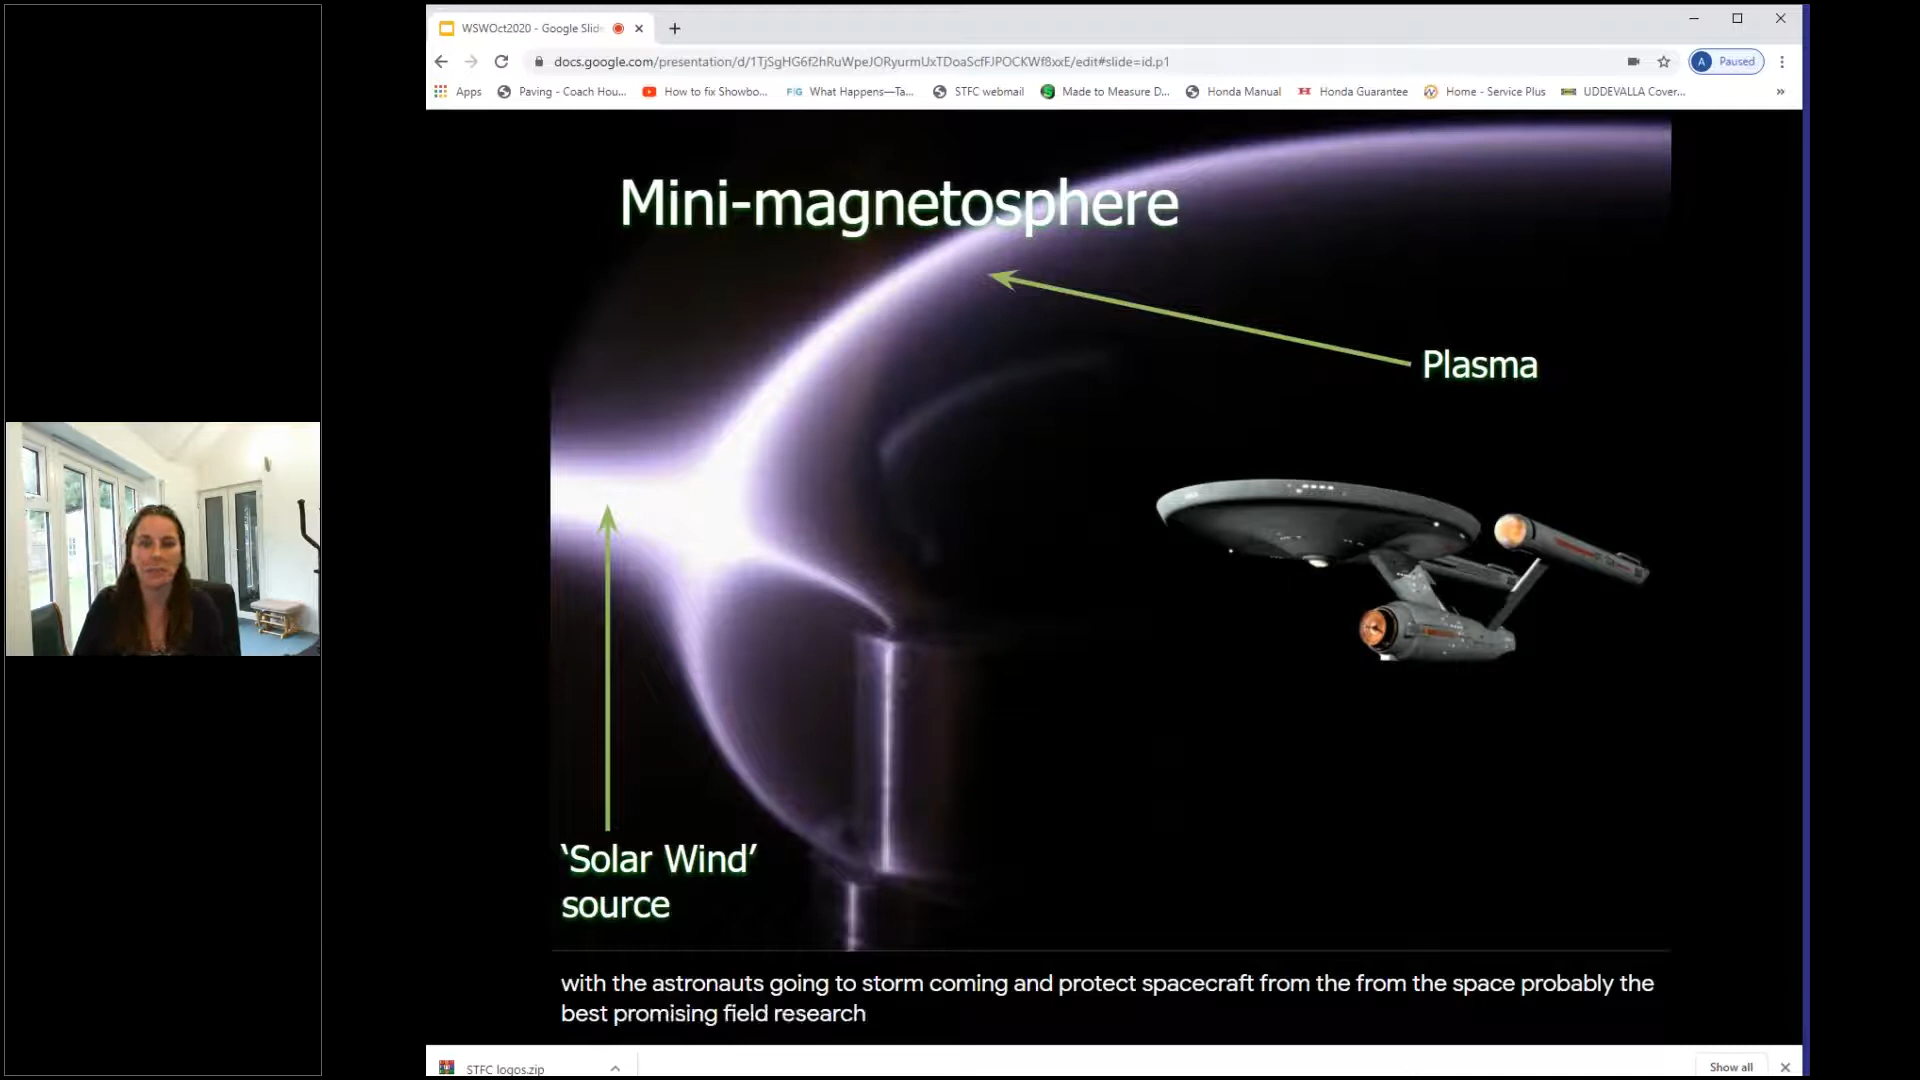 WSWOct2020 - Google Slid
docs.google.com/presentation/d/1TjSgHG6f2hRuWpeJORyurmUxTDoaScfFJPOCKWf8xxE/edit#slide=id.p1
A Paused
Apps Paving - Coach Hou... How to fix Showbo... FIG What Happens—Ta... STFC webmail Made to Measure D... Honda Manual Honda Guarantee Home - Service Plus UDDEVALLA Cover... »
Mini-magnetosphere
Plasma
‘Solar Wind’
source
with the astronauts going to storm coming and protect spacecraft from the from the space probably the
best promising field research
STFC logos.zip
Show all